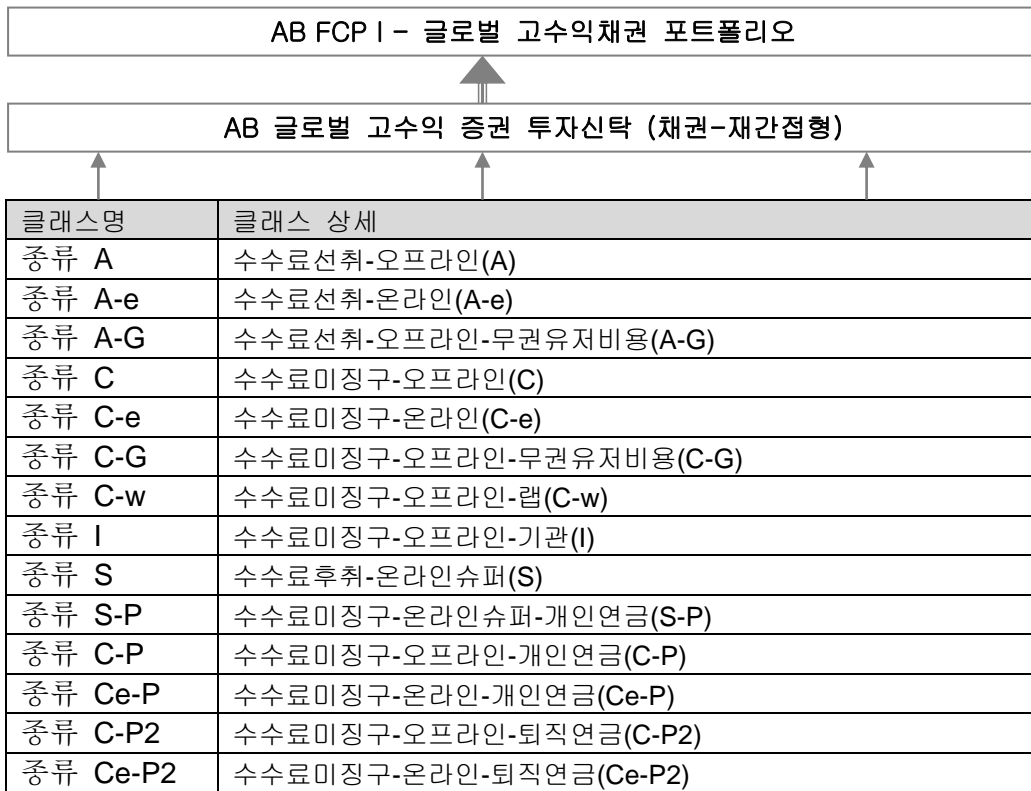 AB FCP I – 글로벌 고수익채권 포트폴리오
AB 글로벌 고수익 증권 투자신탁 (채권-재간접형)
클래스명 클래스 상세
종류 A 수수료선취-오프라인(A)
종류 A-e 수수료선취-온라인(A-e)
종류 A-G 수수료선취-오프라인-무권유저비용(A-G)
종류 C 수수료미징구-오프라인(C)
종류 C-e 수수료미징구-온라인(C-e)
종류 C-G 수수료미징구-오프라인-무권유저비용(C-G)
종류 C-w 수수료미징구-오프라인-랩(C-w)
종류 I 수수료미징구-오프라인-기관(I)
종류 S 수수료후취-온라인슈퍼(S)
종류 S-P 수수료미징구-온라인슈퍼-개인연금(S-P)
종류 C-P 수수료미징구-오프라인-개인연금(C-P)
종류 Ce-P 수수료미징구-온라인-개인연금(Ce-P)
종류 C-P2 수수료미징구-오프라인-퇴직연금(C-P2)
종류 Ce-P2 수수료미징구-온라인-퇴직연금(Ce-P2)